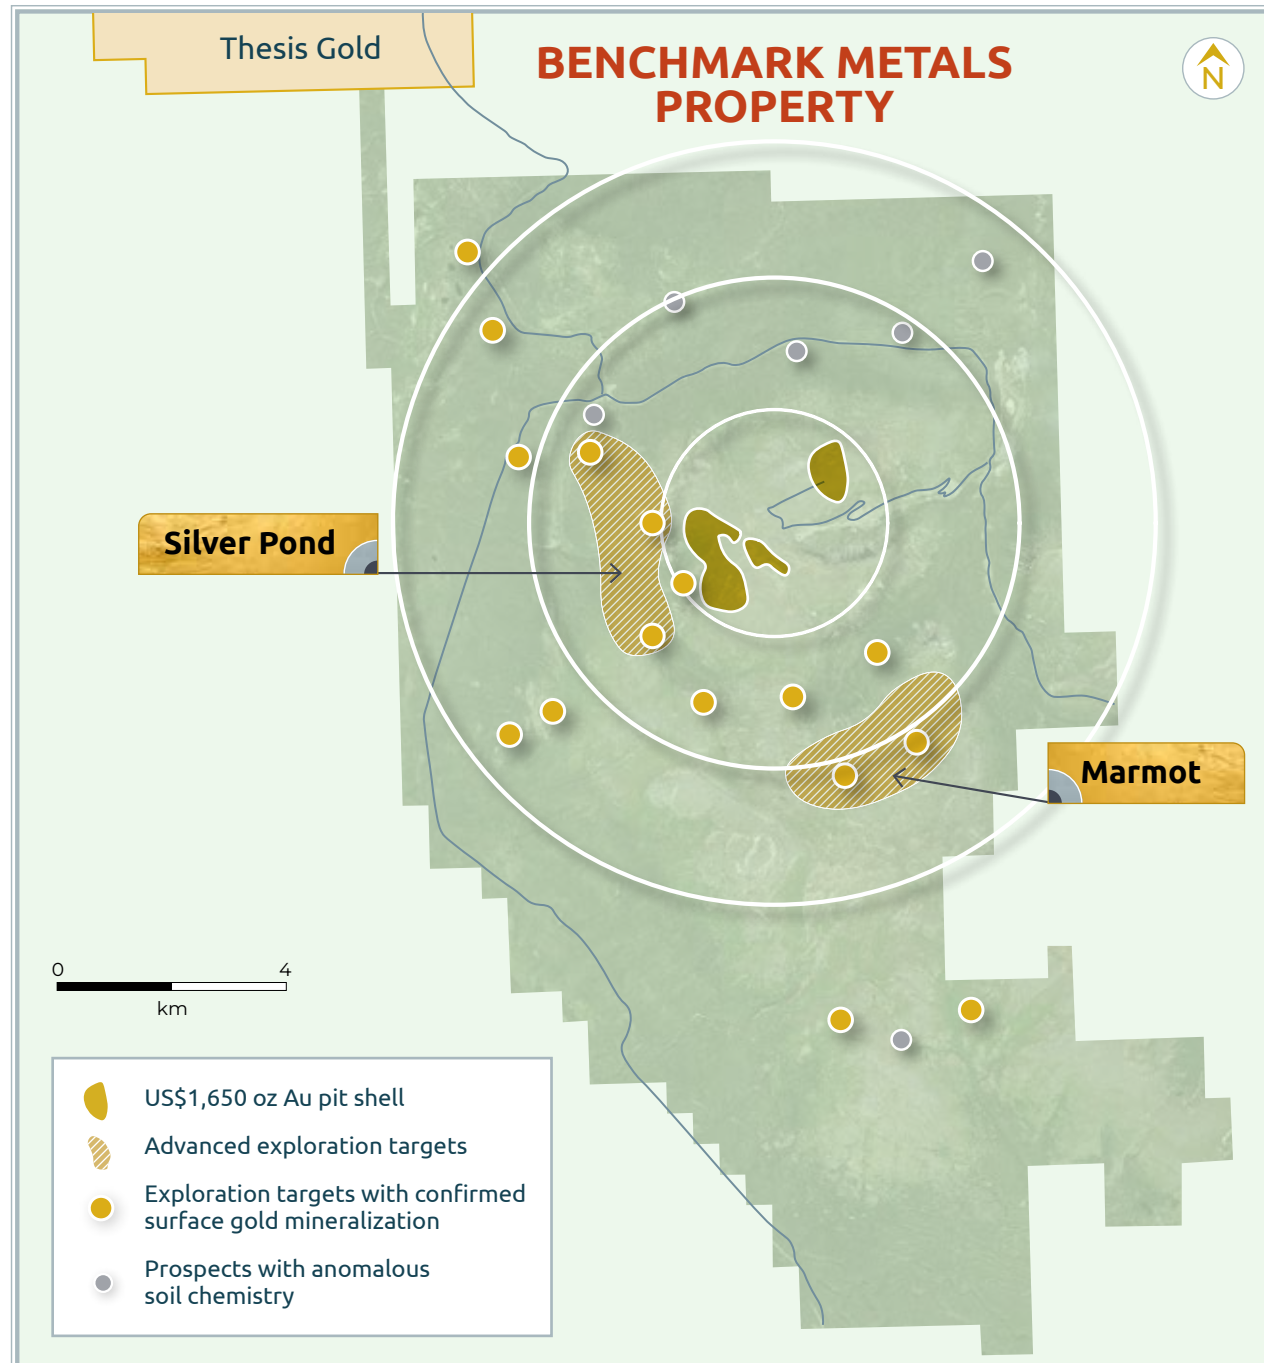 Thesis Gold
BENCHMARK METALS
PROPERTY
N
Silver Pond
Marmot
0 4
km
US$1,650 oz Au pit shell
Advanced exploration targets
Exploration targets with confirmed
surface gold mineralization
Prospects with anomalous
soil chemistry